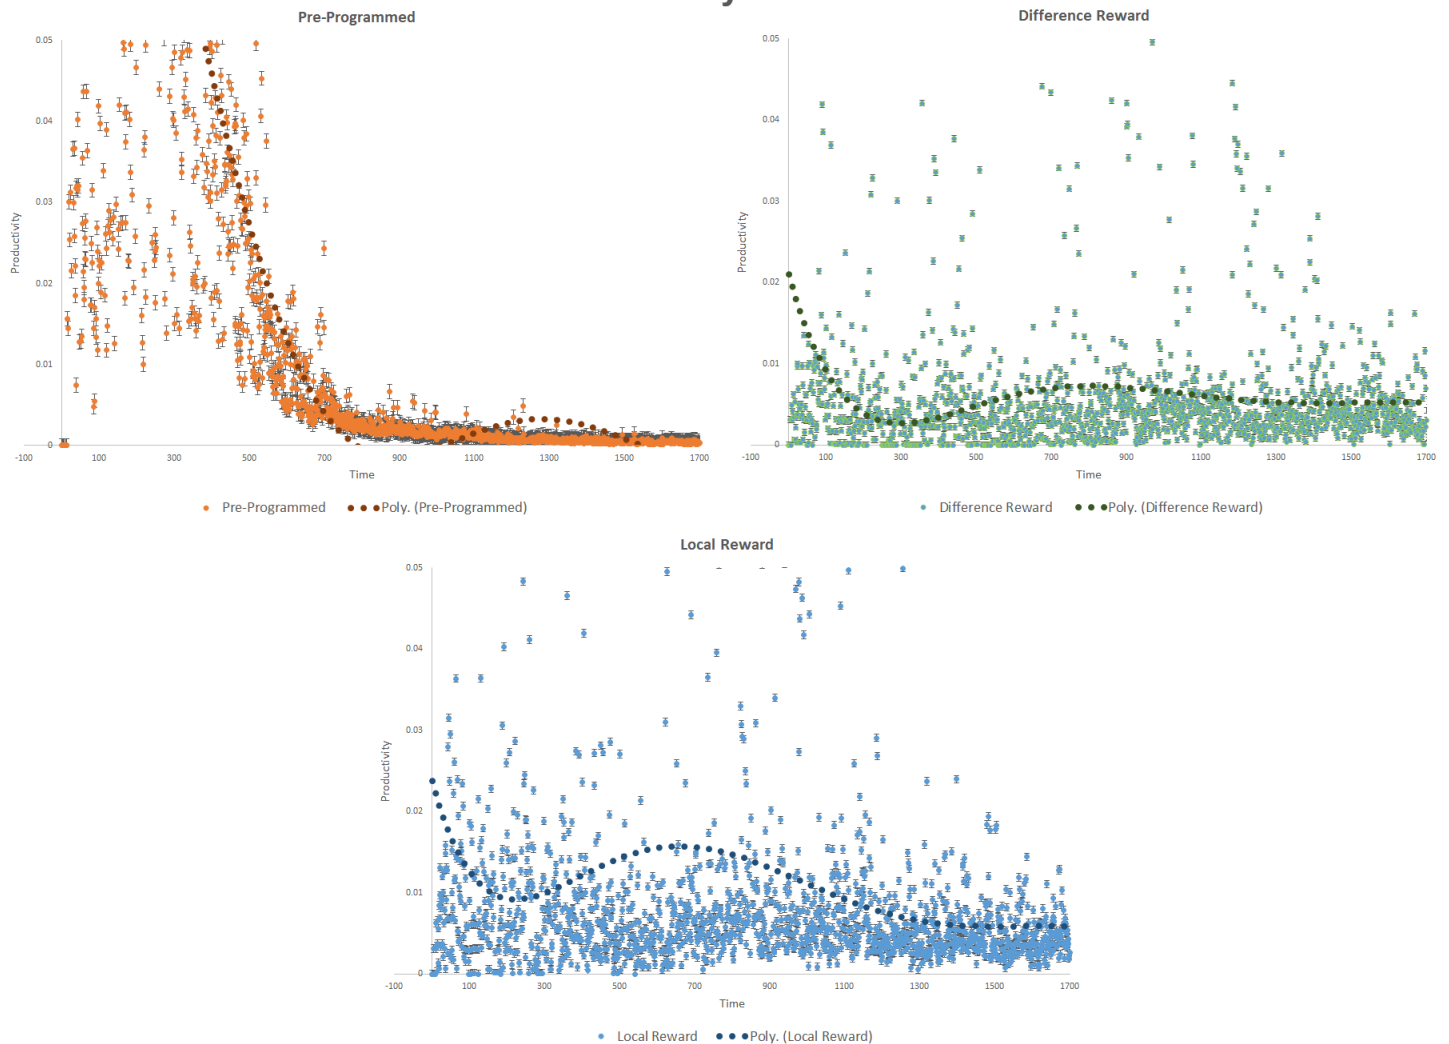 Pre-Programmed
0.05
0.04
0.03
0.02
0.01
0
Productivity
-100 100 300 500 700 900 1100 1300 1500 1700
Time
Pre-Programmed Poly. (Pre-Programmed)
Difference Reward
0.05
0.04
0.03
0.02
0.01
0
Productivity
-100 100 300 500 700 900 1100 1300 1500 1700
Time
Difference Reward Poly. (Difference Reward)
Local Reward
0.05
0.04
0.03
0.02
0.01
0
Productivity
-100 100 300 500 700 900 1100 1300 1500 1700
Time
Local Reward Poly. (Local Reward)